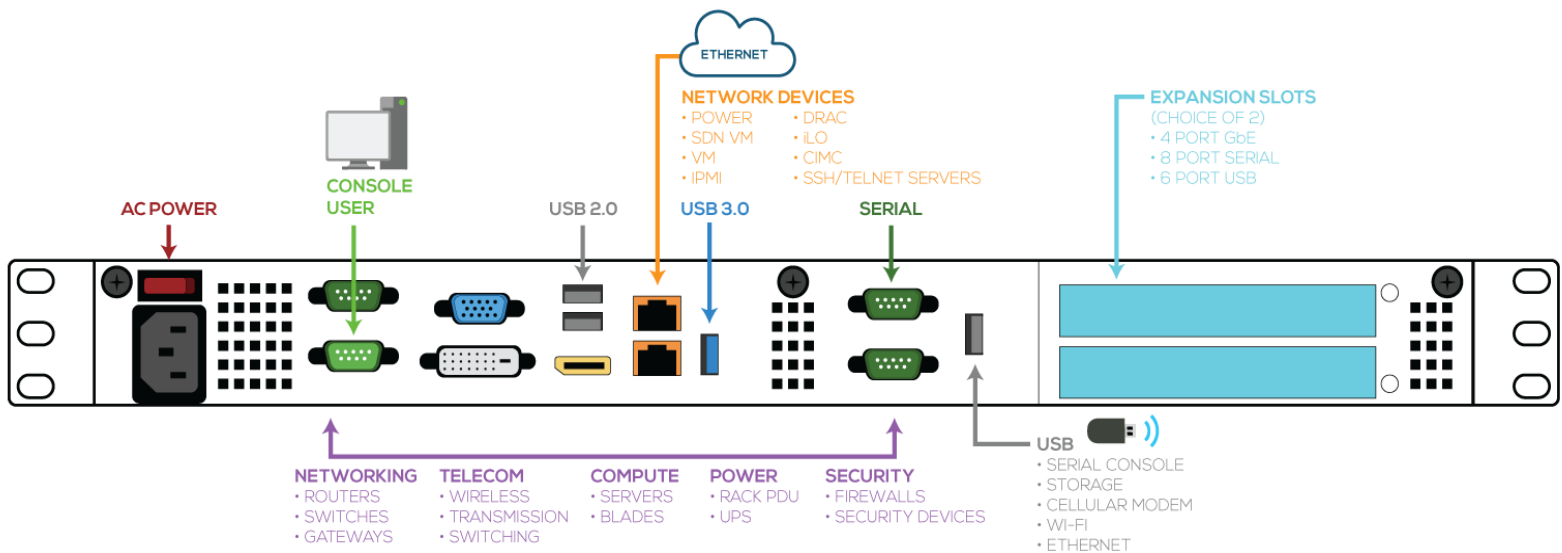 ETHERNET
NETWORK DEVICES
• POWER
• SDN VM
• VM
• IPMI
• DRAC
• iLO
• CIMC
• SSH/TELNET SERVERS
EXPANSION SLOTS
(CHOICE OF 2)
• 4 PORT GbE
• 8 PORT SERIAL
• 6 PORT USB
CONSOLE
USER
AC POWER
USB 2.0
USB 3.0
SERIAL
NETWORKING
• ROUTERS
• SWITCHES
• GATEWAYS
TELECOM
• WIRELESS
• TRANSMISSION
• SWITCHING
COMPUTE
• SERVERS
• BLADES
POWER
• RACK PDU
• UPS
SECURITY
• FIREWALLS
• SECURITY DEVICES
USB
• SERIAL CONSOLE
• STORAGE
• CELLULAR MODEM
• WI-FI
• ETHERNET